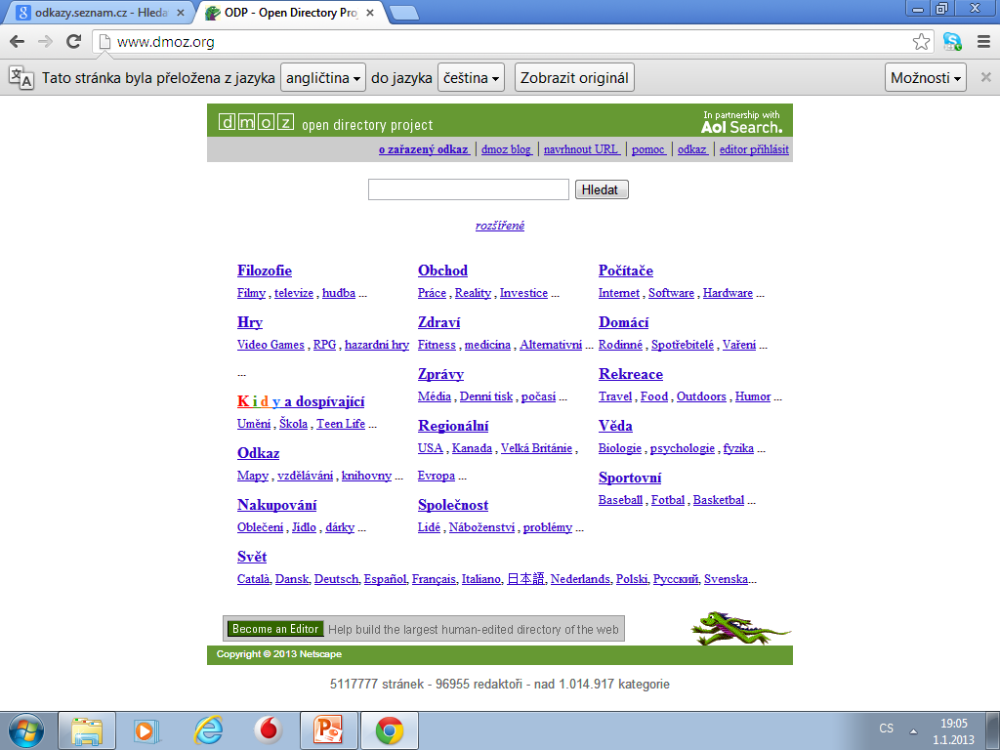 odkazy.seznam.cz - Hleda
ODP - Open Directory Proj
www.dmoz.org
Tato stránka byla přeložena z jazyka angličtina do jazyka čeština Zobrazit originál Možnosti
dmoz open directory project
In partnership with
Aol Search.
o zařazený odkaz | dmoz blog | navrhnout URL | pomoc | odkaz | editor přihlásit
Hledat
rozšířené
Filozofie
Filmy , televize , hudba ...
Obchod
Práce , Reality , Investice ...
Počítače
Internet , Software , Hardware ...
Hry
Video Games , RPG , hazardní hry
...
Zdraví
Fitness , medicína , Alternativní ...
Domácí
Rodinné , Spotřebitelé , Vaření ...
Kidy a dospívající
Umění , Škola , Teen Life ...
Zprávy
Média , Denní tisk , počasí ...
Rekreace
Travel , Food , Outdoors , Humor ...
Odkaz
Mapy , vzdělávání , knihovny ...
Regionální
USA , Kanada , Velká Británie ,
Evropa ...
Věda
Biologie , psychologie , fyzika ...
Nakupování
Oblečení , Jídlo , dárky ...
Společnost
Lidé , Náboženství , problémy ...
Sportovní
Baseball , Fotbal , Basketbal ...
Svět
Català, Dansk, Deutsch, Español, Français, Italiano, 日本語, Nederlands, Polski, Русский, Svenska...
Become an Editor Help build the largest human-edited directory of the web
Copyright © 2013 Netscape
5117777 stránek - 96955 redaktoři - nad 1.014.917 kategorie
CS
19:05
1.1.2013